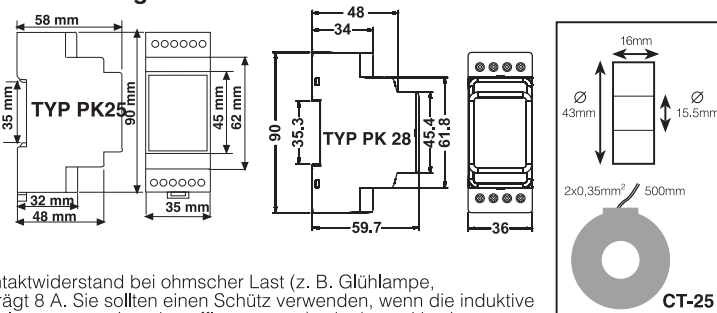 58 mm
35 mm
TYP PK25
90 mm
32 mm
48 mm
45 mm
62 mm
35 mm
48
34
90
35.3
TYP PK 28
45.4
61.8
59.7
36
16mm
Ø
43mm
Ø
15.5mm
2x0,35mm² 500mm
CT-25
ntaktwiderstand bei ohmscher Last (z. B. Glühlampe,
rägt 8 A. Sie sollten einen Schütz verwenden, wenn die induktive